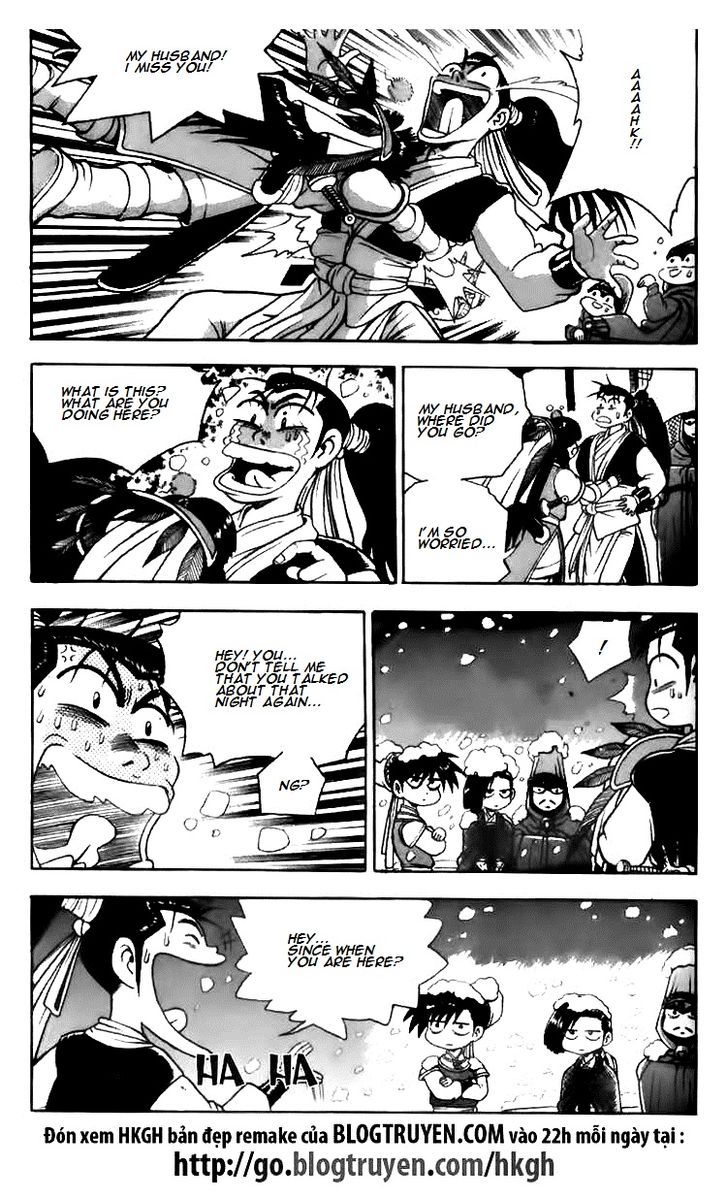 MY HUSBAND!
I MISS YOU!
A
A
A
A
H
K
!!
WHAT IS THIS?
WHAT ARE YOU
DOING HERE?
MY HUSBAND,
WHERE DID
YOU GO?
I'M SO
WORRIED...
HEY! YOU...
DON'T TELL ME
THAT YOU TALKED
ABOUT THAT
NIGHT AGAIN...
NG?
!
HEY...
SINCE WHEN
YOU ARE HERE?
HA HA
Đón xem HKGH bản đẹp remake của BLOGTRUYEN.COM vào 22h mỗi ngày tại :
http://go.blogtruyen.com/hkgh